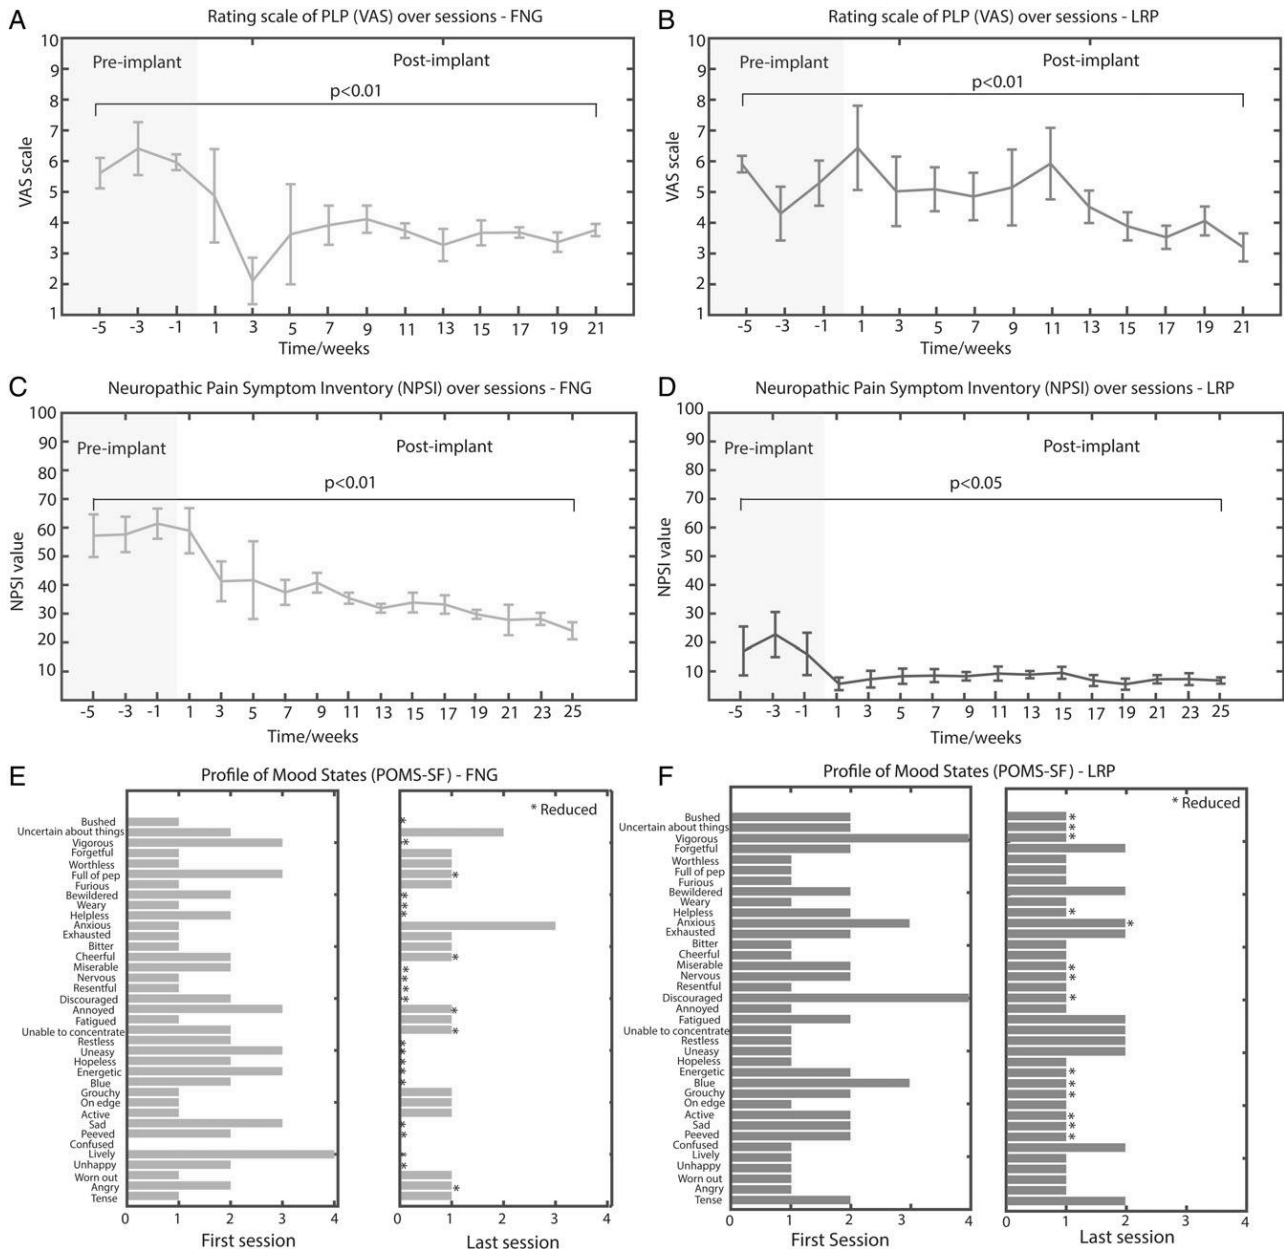 A
Rating scale of PLP (VAS) over sessions - FNG
10
9
8
7
6
5
4
3
2
1
VAS scale
Pre-implant
Post-implant
p<0.01
-5 -3 -1 1 3 5 7 9 11 13 15 17 19 21
Time/weeks
B
Rating scale of PLP (VAS) over sessions - LRP
10
9
8
7
6
5
4
3
2
1
VAS scale
Pre-implant
Post-implant
p<0.01
-5 -3 -1 1 3 5 7 9 11 13 15 17 19 21
Time/weeks
C
Neuropathic Pain Symptom Inventory (NPSI) over sessions - FNG
100
90
80
70
60
50
40
30
20
10
NPSI value
Pre-implant
Post-implant
p<0.01
-5 -3 -1 1 3 5 7 9 11 13 15 17 19 21 23 25
Time/weeks
D
Neuropathic Pain Symptom Inventory (NPSI) over sessions - LRP
100
90
80
70
60
50
40
30
20
10
NPSI value
Pre-implant
Post-implant
p<0.05
-5 -3 -1 1 3 5 7 9 11 13 15 17 19 21 23 25
Time/weeks
E
Profile of Mood States (POMS-SF) - FNG
* Reduced
Bushed
Uncertain about things
Vigorous
Forgetful
Worthless
Full of pep
Furious
Bewildered
Weary
Helpless
Anxious
Exhausted
Bitter
Cheerful
Miserable
Nervous
Resentful
Discouraged
Annoyed
Fatigued
Unable to concentrate
Restless
Uneasy
Hopeless
Energetic
Blue
Grouchy
On edge
Active
Sad
Peeved
Confused
Lively
Unhappy
Worn out
Angry
Tense
0 1 2 3 4
First session
0 1 2 3 4
Last session
F
Profile of Mood States (POMS-SF) - LRP
* Reduced
Bushed
Uncertain about things
Vigorous
Forgetful
Worthless
Full of pep
Furious
Bewildered
Weary
Helpless
Anxious
Exhausted
Bitter
Cheerful
Miserable
Nervous
Resentful
Discouraged
Annoyed
Fatigued
Unable to concentrate
Restless
Uneasy
Hopeless
Energetic
Blue
Grouchy
On edge
Active
Sad
Peeved
Confused
Lively
Unhappy
Worn out
Angry
Tense
0 1 2 3 4
First Session
0 1 2 3 4
Last session